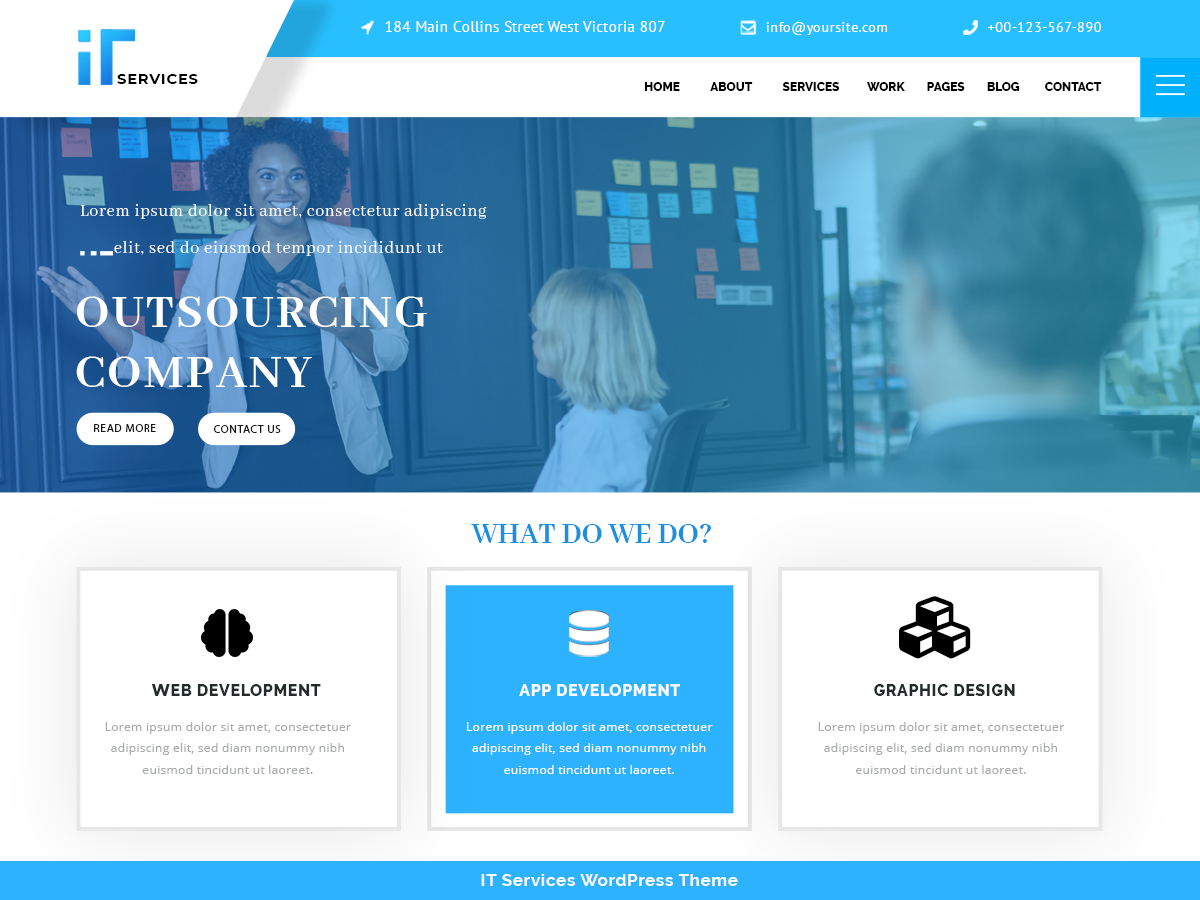 iT SERVICES
184 Main Collins Street West Victoria 807
info@yoursite.com
+00-123-567-890
HOME ABOUT SERVICES WORK PAGES BLOG CONTACT
Lorem ipsum dolor sit amet, consectetur adipiscing
elit, sed do eiusmod tempor incididunt ut
OUTSOURCING
COMPANY
READ MORE
CONTACT US
WHAT DO WE DO?
WEB DEVELOPMENT
Lorem ipsum dolor sit amet, consectetuer
adipiscing elit, sed diam nonummy nibh
euismod tincidunt ut laoreet.
APP DEVELOPMENT
Lorem ipsum dolor sit amet, consectetuer
adipiscing elit, sed diam nonummy nibh
euismod tincidunt ut laoreet.
GRAPHIC DESIGN
Lorem ipsum dolor sit amet, consectetuer
adipiscing elit, sed diam nonummy nibh
euismod tincidunt ut laoreet.
IT Services WordPress Theme